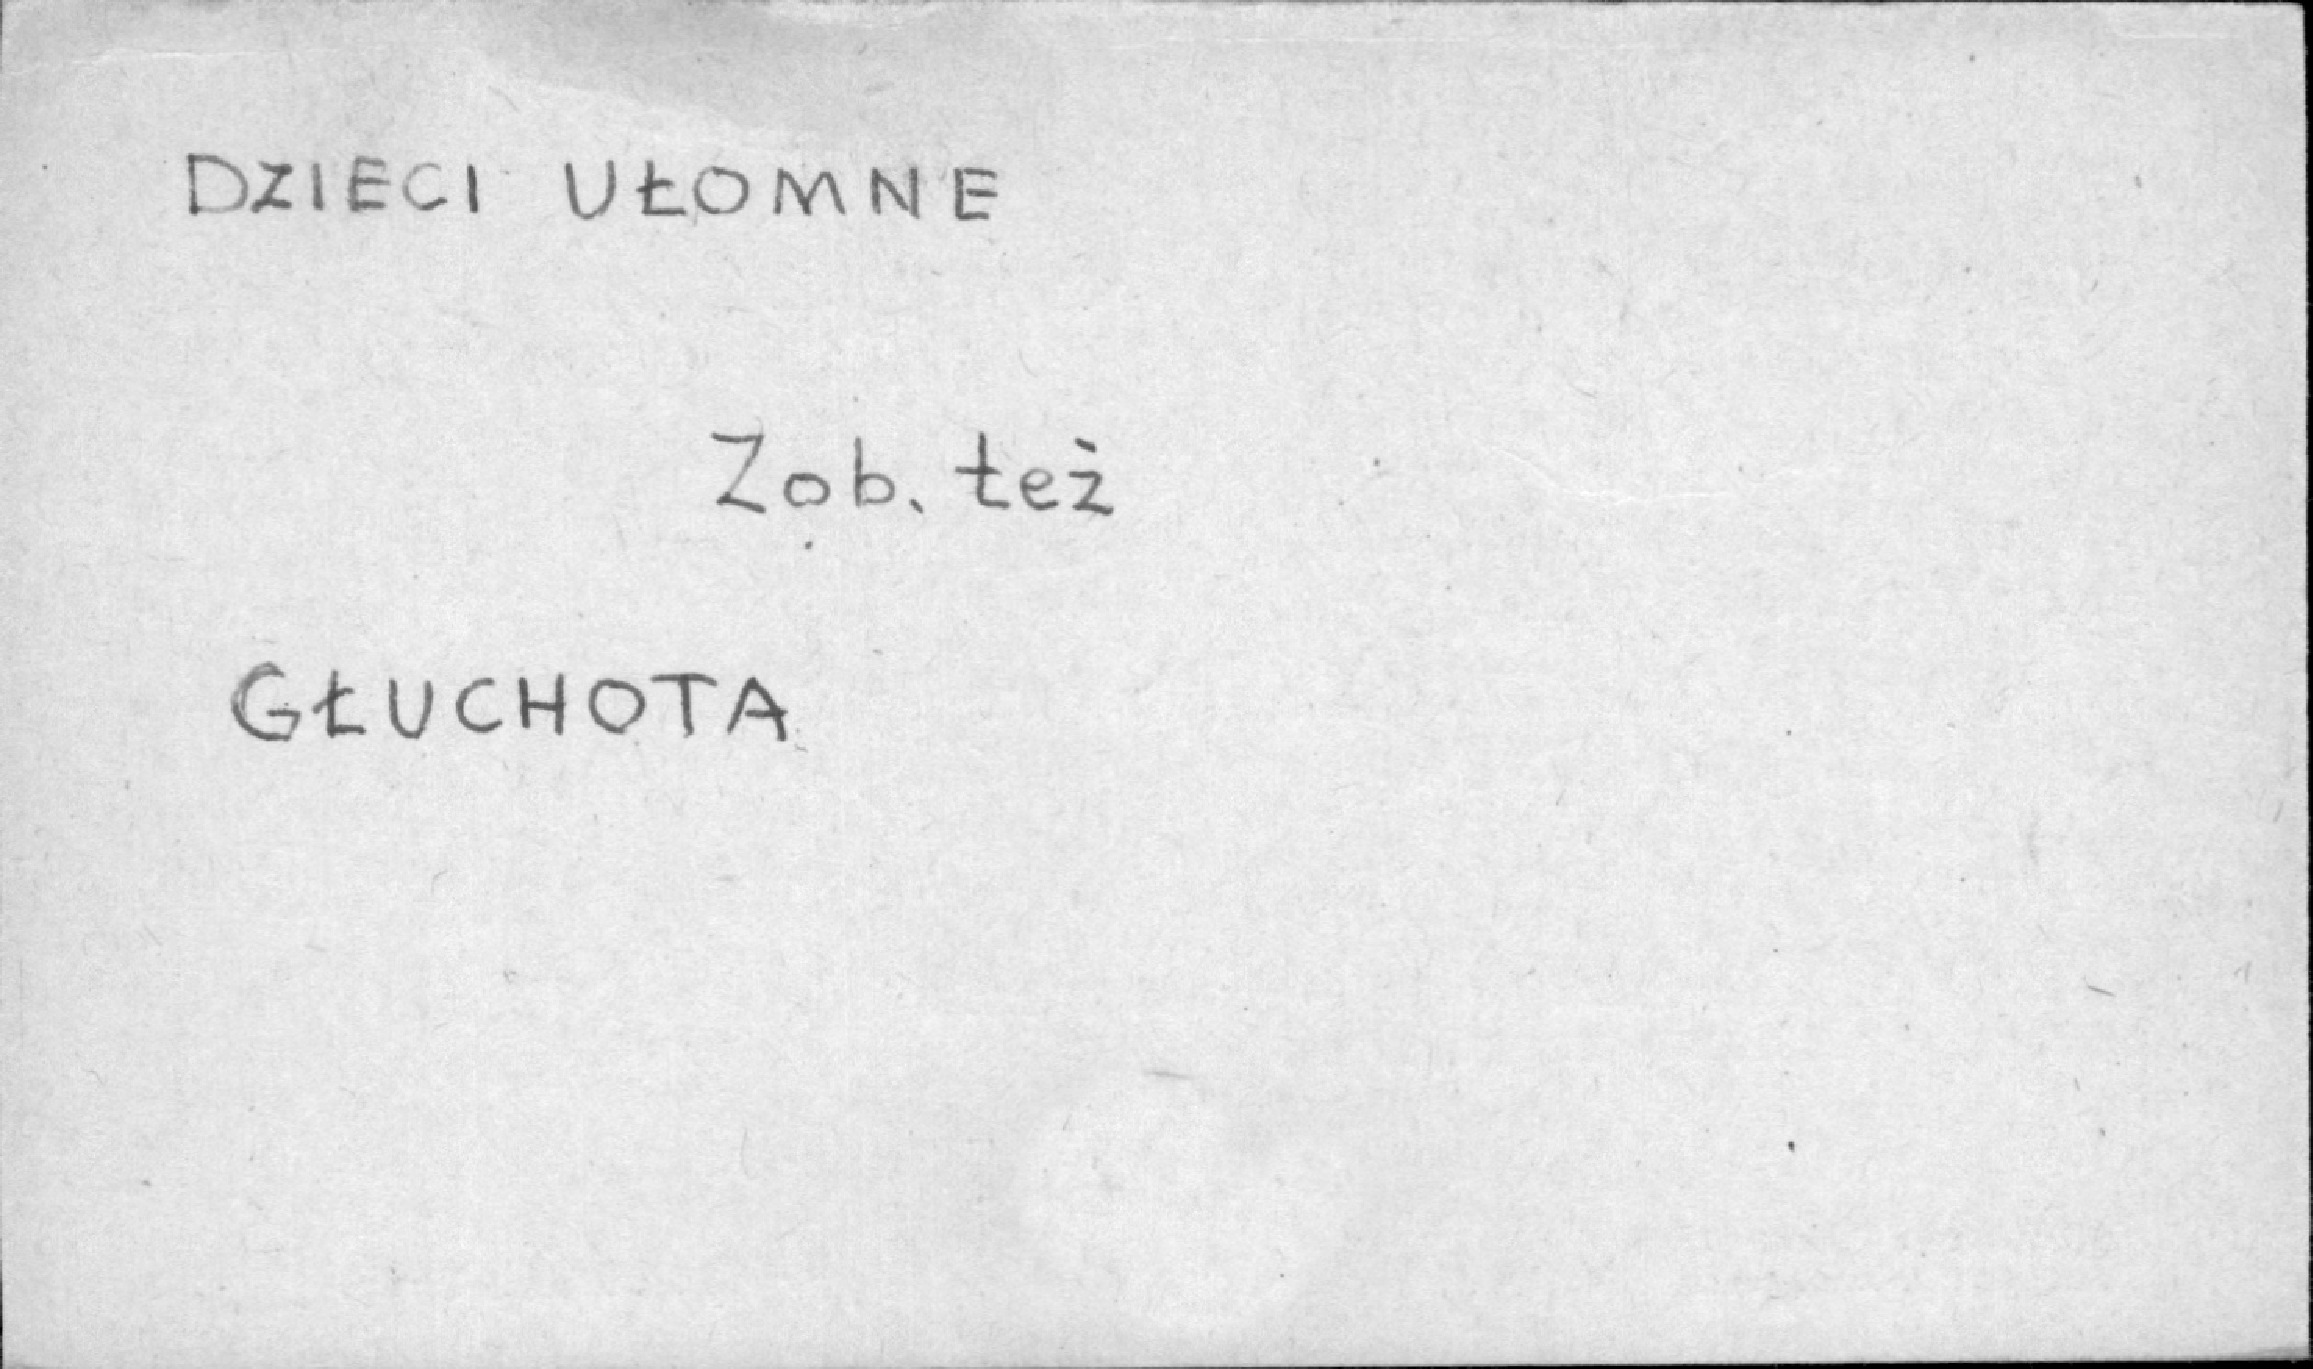 DZIECI UŁOMNE
Zob. też
GŁUCHOTA